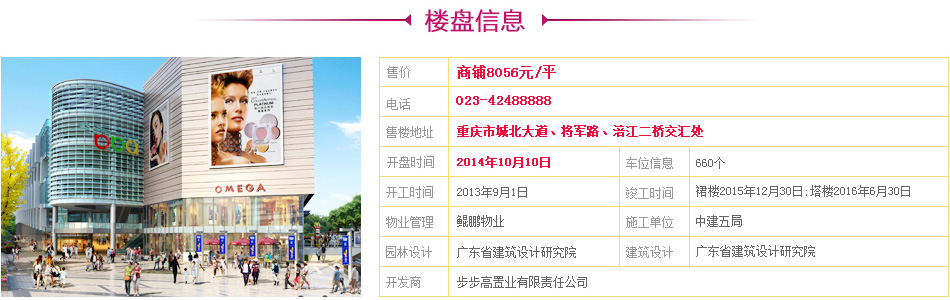 楼盘信息
BBG
OMEGA
售价 商铺8056元/平
电话 023-42488888
售楼地址 重庆市城北大道、将军路、涪江二桥交汇处
开盘时间 2014年10月10日 车位信息 660个
开工时间 2013年9月1日 竣工时间 裙楼2015年12月30日;塔楼2016年6月30日
物业管理 鲲鹏物业 施工单位 中建五局
园林设计 广东省建筑设计研究院 建筑设计 广东省建筑设计研究院
开发商 步步高置业有限责任公司